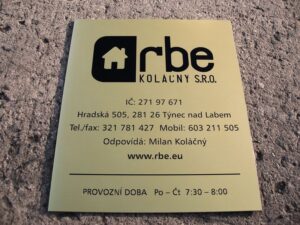 rbe
KOLÁČNÝ S.R.O.
IČ: 271 97 671
Hradská 505, 281 26 Týnec nad Labem
Tel./fax: 321 781 427 Mobil: 603 211 505
Odpovídá: Milan Koláčný
www.rbe.eu
PROVOZNÍ DOBA Po – Čt 7:30 – 8:00